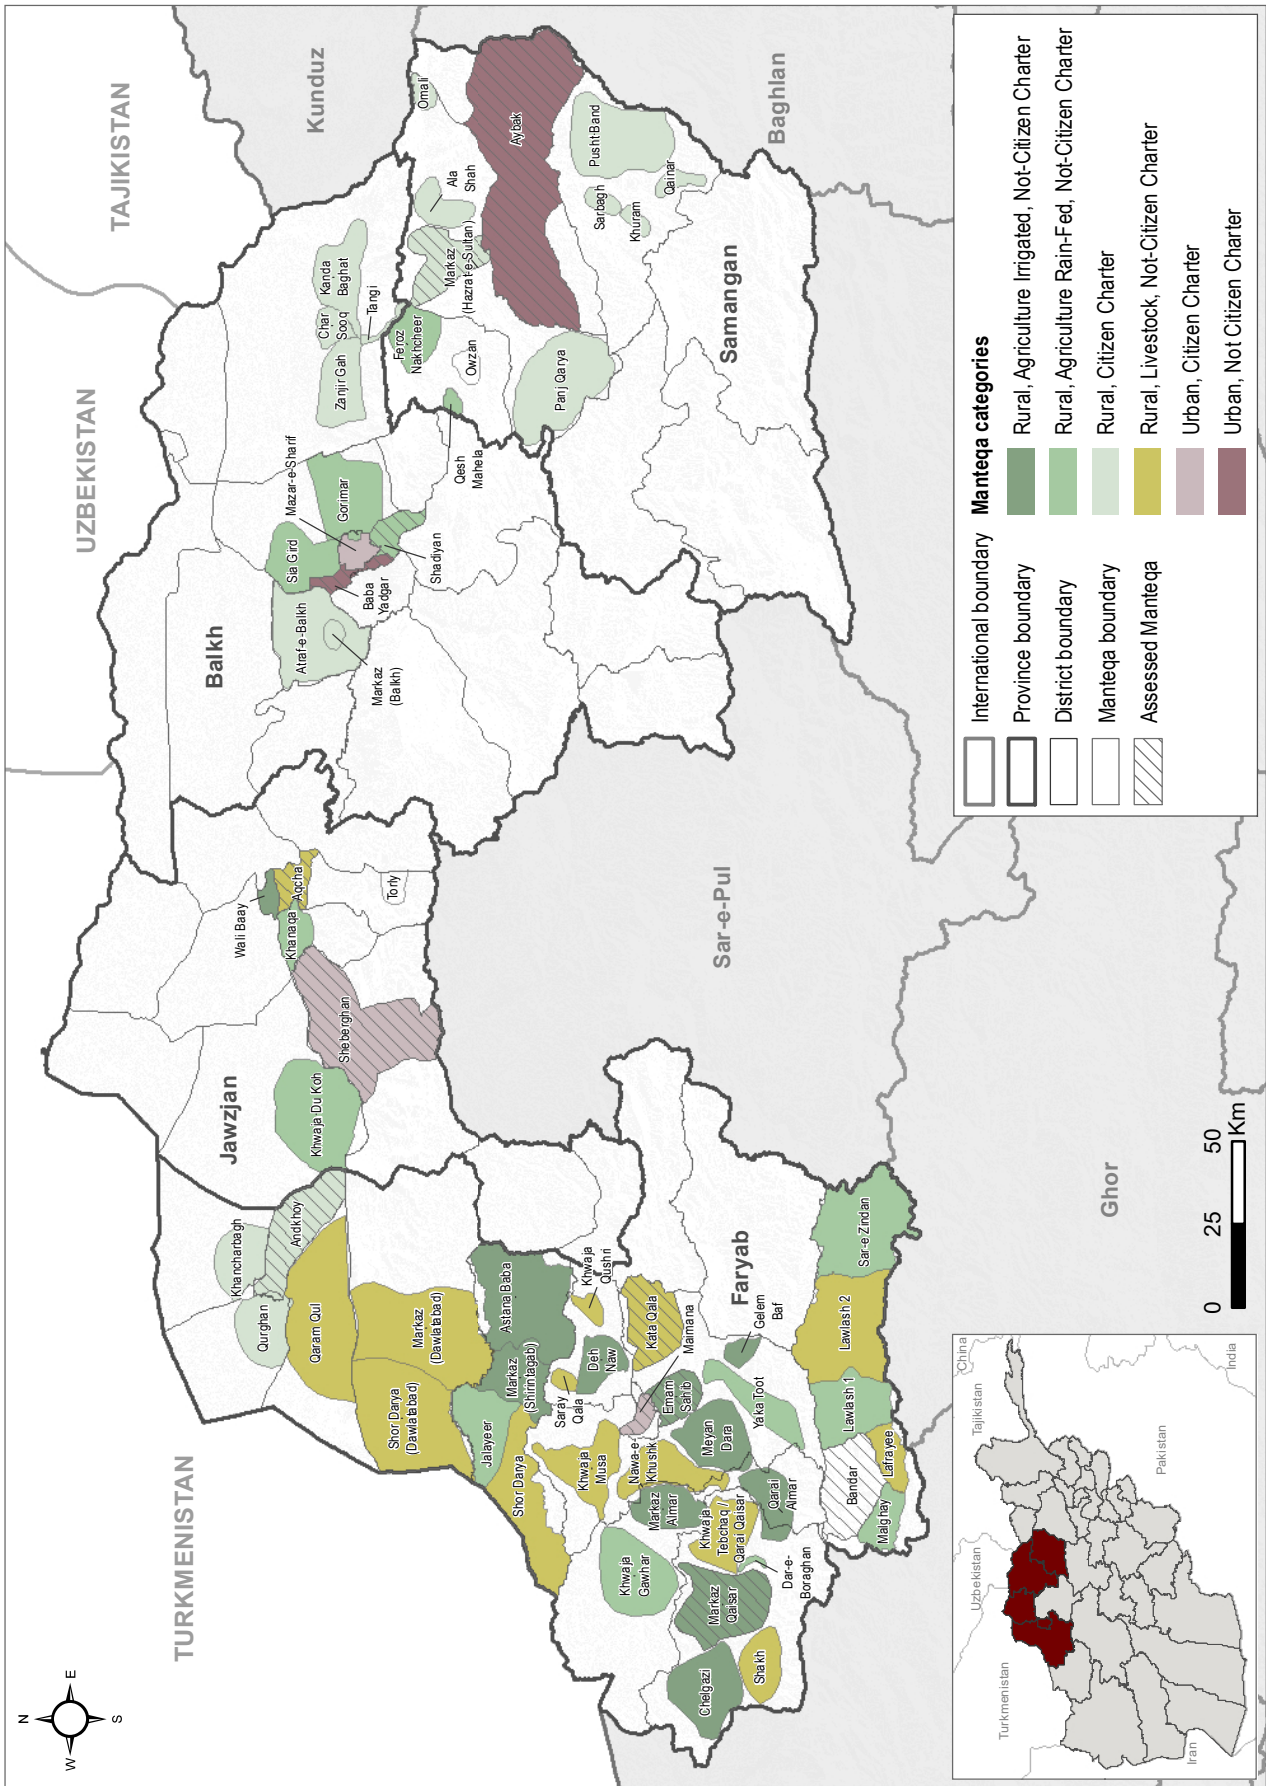 N
W
E
S
TURKMENISTAN
UZBEKISTAN
TAJIKISTAN
Kunduz
Baghlan
Sar-e-Pul
Ghor
Jawzjan
Balkh
Samangan
Faryab
Khancharbagh
Qurghan
Andkhoy
Qaram Qul
Shor Darya
(Dawlatabad)
Markaz
(Dawlatabad)
Jalayeer
Shor Darya
Markaz
(Shirintagab)
Astana Baba
Khwaja
Qushri
Saray
Qala
Deh
Naw
Kata Qala
Maimana
Khwaja
Musa
Nawa-e
Khushk
Emam
Sahib
Gelem
Baf
Meyan
Dara
Yaka Toot
Khwaja
Gawhar
Markaz
Almar
Qarai
Almar
Khwaja
Tebchaq /
Qarai Qaisar
Markaz
Qaisar
Dar-e-
Boraghan
Chelgazi
Shakh
Bandar
Malghay
Lafrayee
Lawlash 1
Lawlash 2
Sar-e Zindan
Khwaja Du Koh
Sheberghan
Khanaqa
Wali Baay
Aqcha
Torly
Atraf-e-Balkh
Markaz
(Balkh)
Sia Gird
Mazar-e-Sharif
Baba
Yadgar
Gorimar
Shadiyan
Zanjir Gah
Char
Sooq
Kanda
Baghat
Tangi
Qesh
Mahela
Feroz
Nakhcheer
Owzan
Markaz
(Hazrat-e-Sultan)
Ala
Shah
Omali
Aybak
Panj Qarya
Pusht Band
Sarbagh
Khuram
Qainar
International boundary
Province boundary
District boundary
Manteqa boundary
Assessed Manteqa
Manteqa categories
Rural, Agriculture Irrigated, Not-Citizen Charter
Rural, Agriculture Rain-Fed, Not-Citizen Charter
Rural, Citizen Charter
Rural, Livestock, Not-Citizen Charter
Urban, Citizen Charter
Urban, Not Citizen Charter
0
25
50
Km
Turkmenistan
Uzbekistan
Tajikistan
China
Iran
Pakistan
India